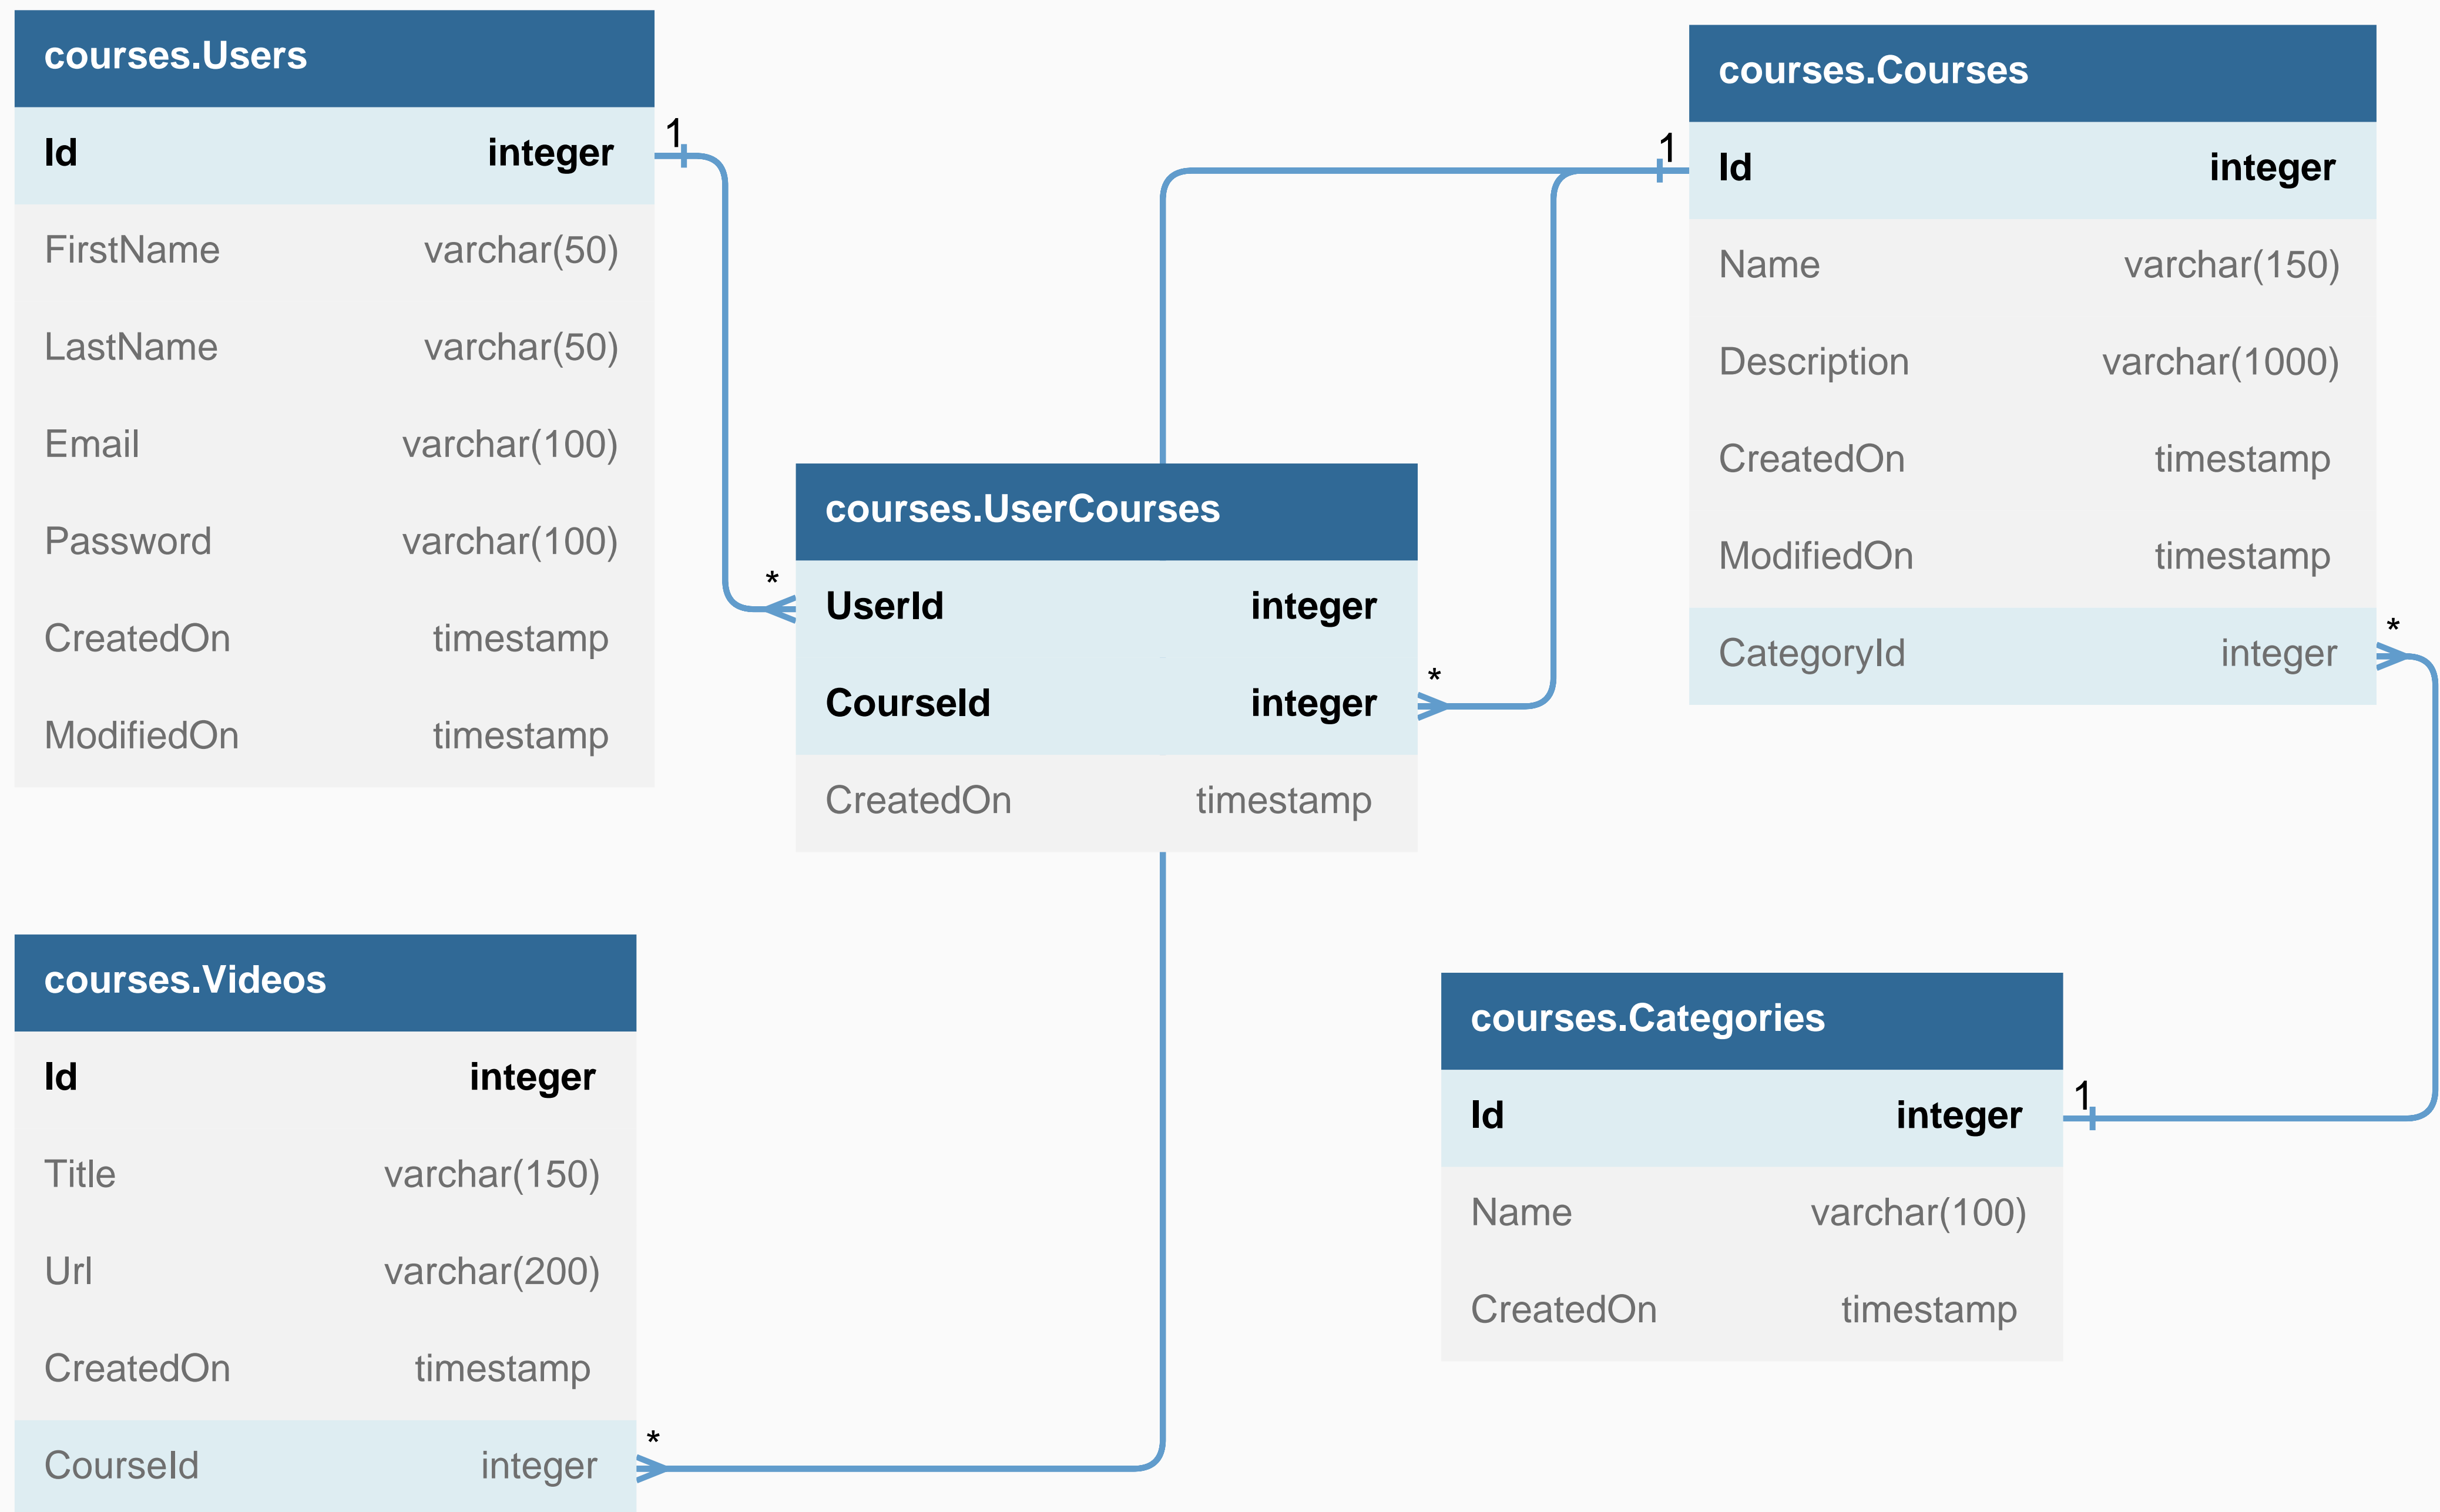 courses.Users
Id integer
FirstName varchar(50)
LastName varchar(50)
Email varchar(100)
Password varchar(100)
CreatedOn timestamp
ModifiedOn timestamp
1
*
courses.UserCourses
UserId integer
CourseId integer
CreatedOn timestamp
*
1
courses.Courses
Id integer
Name varchar(150)
Description varchar(1000)
CreatedOn timestamp
ModifiedOn timestamp
CategoryId integer
*
courses.Videos
Id integer
Title varchar(150)
Url varchar(200)
CreatedOn timestamp
CourseId integer
*
courses.Categories
Id integer
Name varchar(100)
CreatedOn timestamp
1